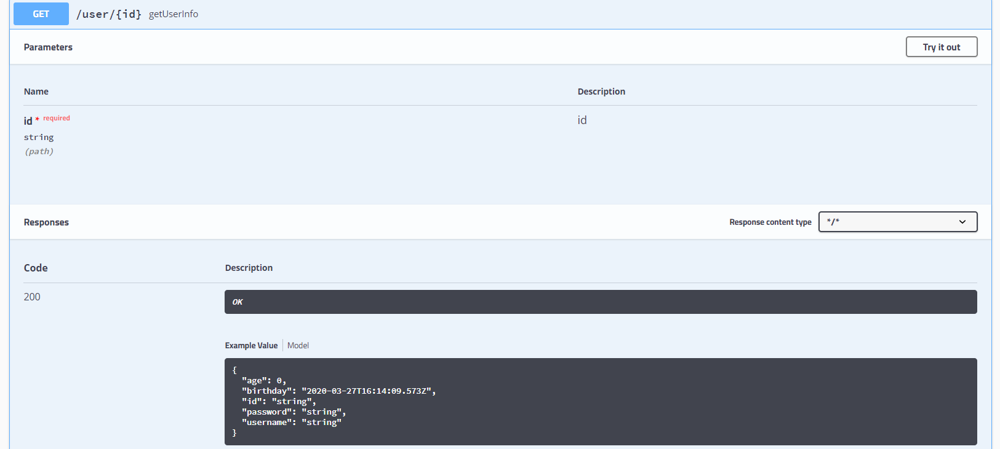 GET /user/{id} getUserInfo
Parameters Try it out
Name Description
id * required id
string
(path)
Responses Response content type */*
Code Description
200 OK
Example Value Model
{
"age": 0,
"birthday": "2020-03-27T16:14:09.573Z",
"id": "string",
"password": "string",
"username": "string"
}